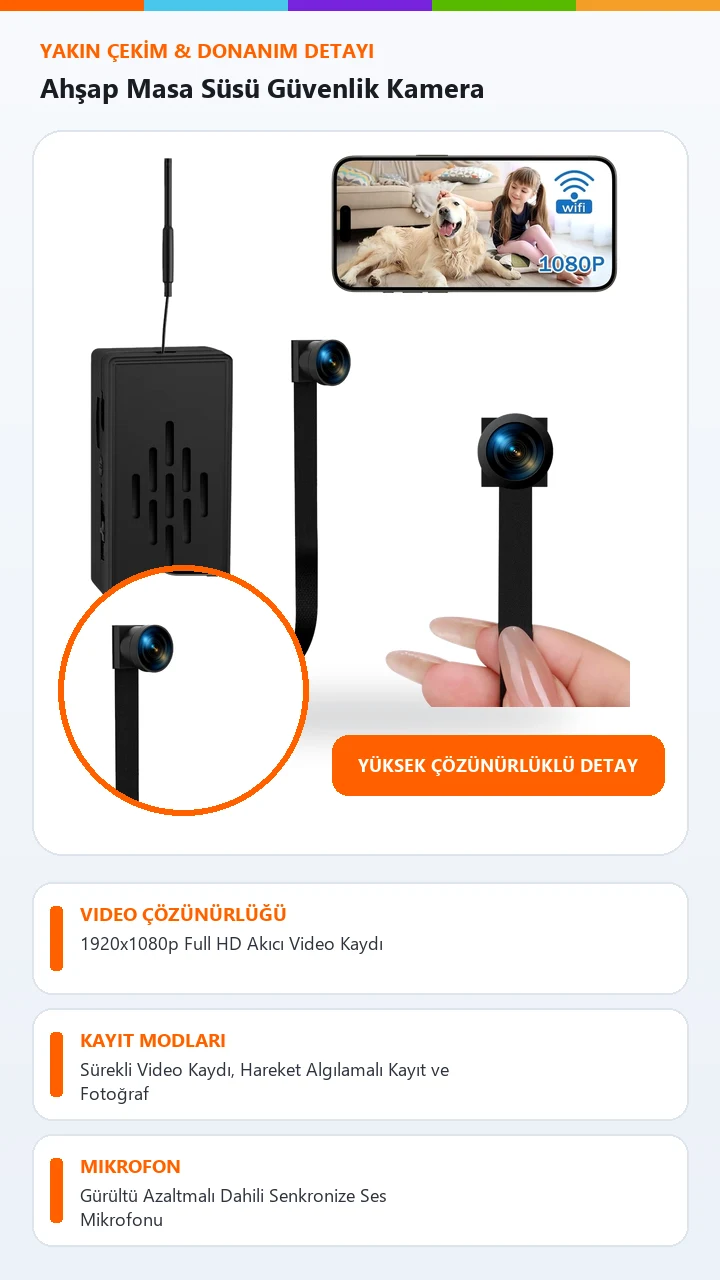 YAKIN ÇEKİM & DONANIM DETAYI
Ahşap Masa Süsü Güvenlik Kamera
wifi
1080P
YÜKSEK ÇÖZÜNÜRLÜKLÜ DETAY
VIDEO ÇÖZÜNÜRLÜĞÜ
1920x1080p Full HD Akıcı Video Kaydı
KAYIT MODLARI
Sürekli Video Kaydı, Hareket Algılamalı Kayıt ve
Fotoğraf
MIKROFON
Gürültü Azaltmalı Dahili Senkronize Ses
Mikrofonu